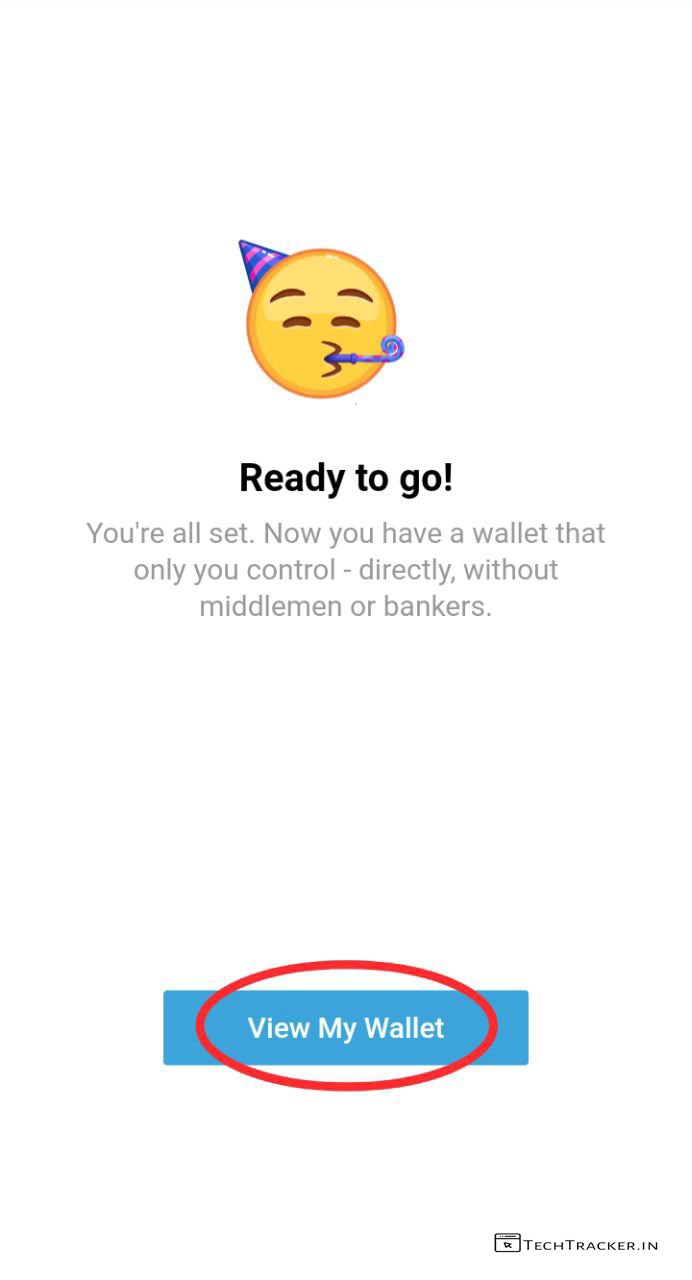 Ready to go!
You're all set. Now you have a wallet that
only you control - directly, without
middlemen or bankers.
View My Wallet
TECHTRACKER.IN